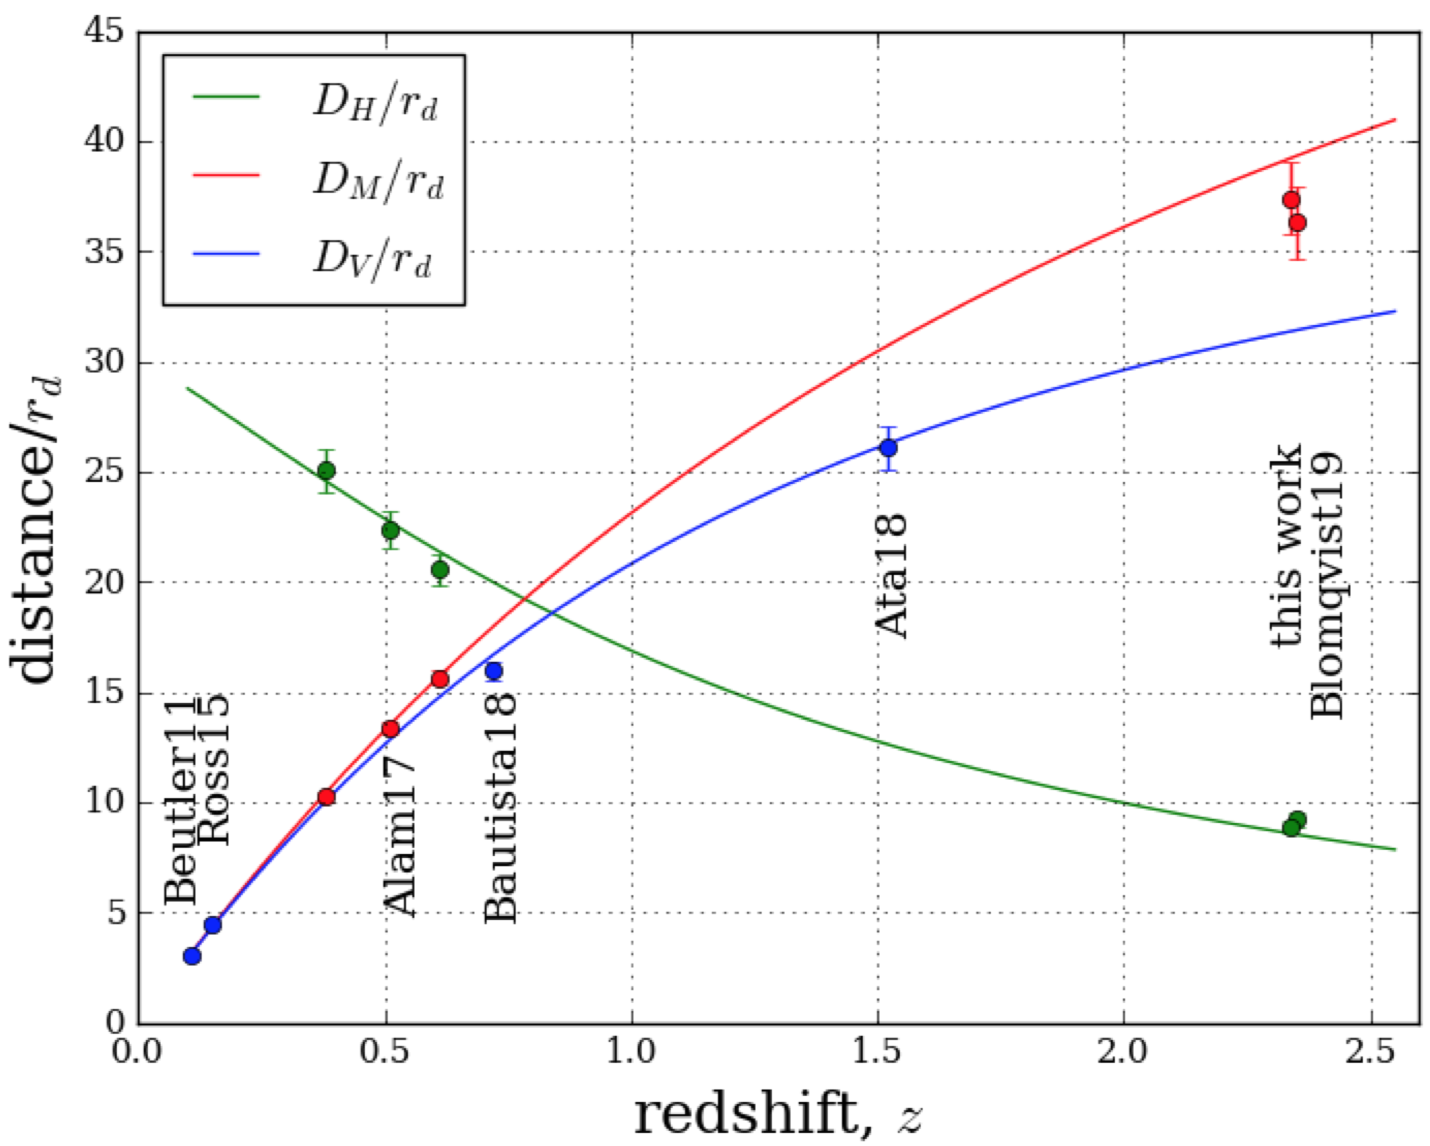 45
40
35
30
25
20
15
10
5
0
distance/r_d
D_H/r_d
D_M/r_d
D_V/r_d
Beutler11
Ross15
Alam17
Bautista18
Ata18
this work
Blomqvist19
0.0 0.5 1.0 1.5 2.0 2.5
redshift, z